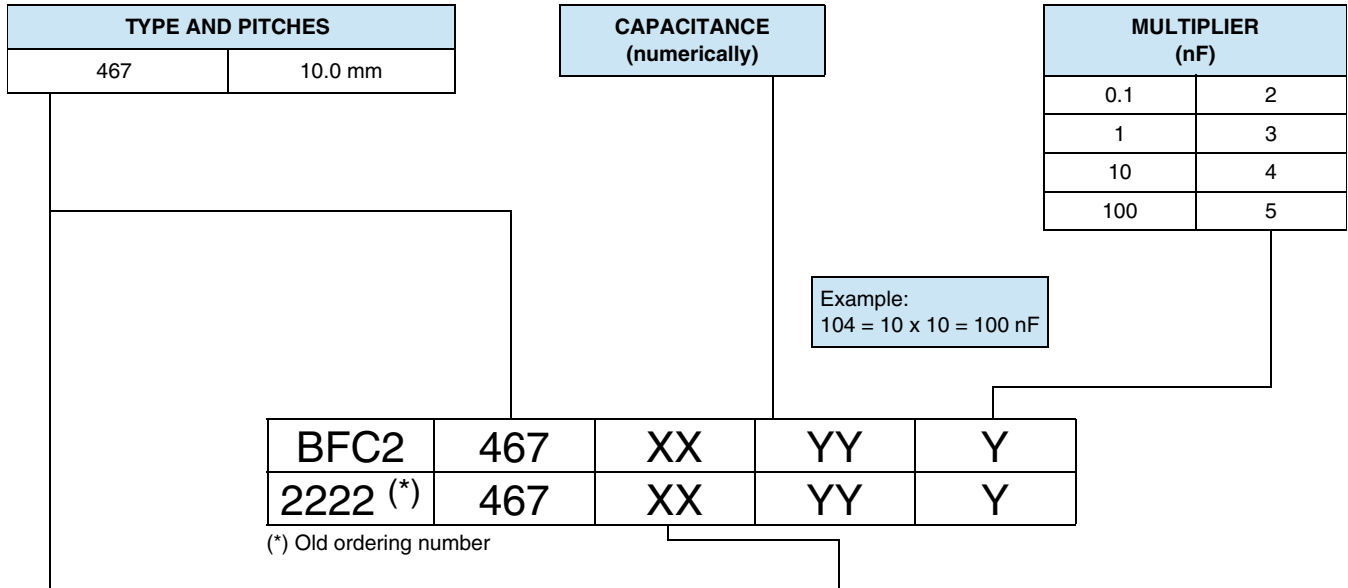 TYPE AND PITCHES
467 10.0 mm
CAPACITANCE
(numerically)
MULTIPLIER
(nF)
0.1 2
1 3
10 4
100 5
Example:
104 = 10 x 10 = 100 nF
BFC2 467 XX YY Y
2222 (*) 467 XX YY Y
(*) Old ordering number